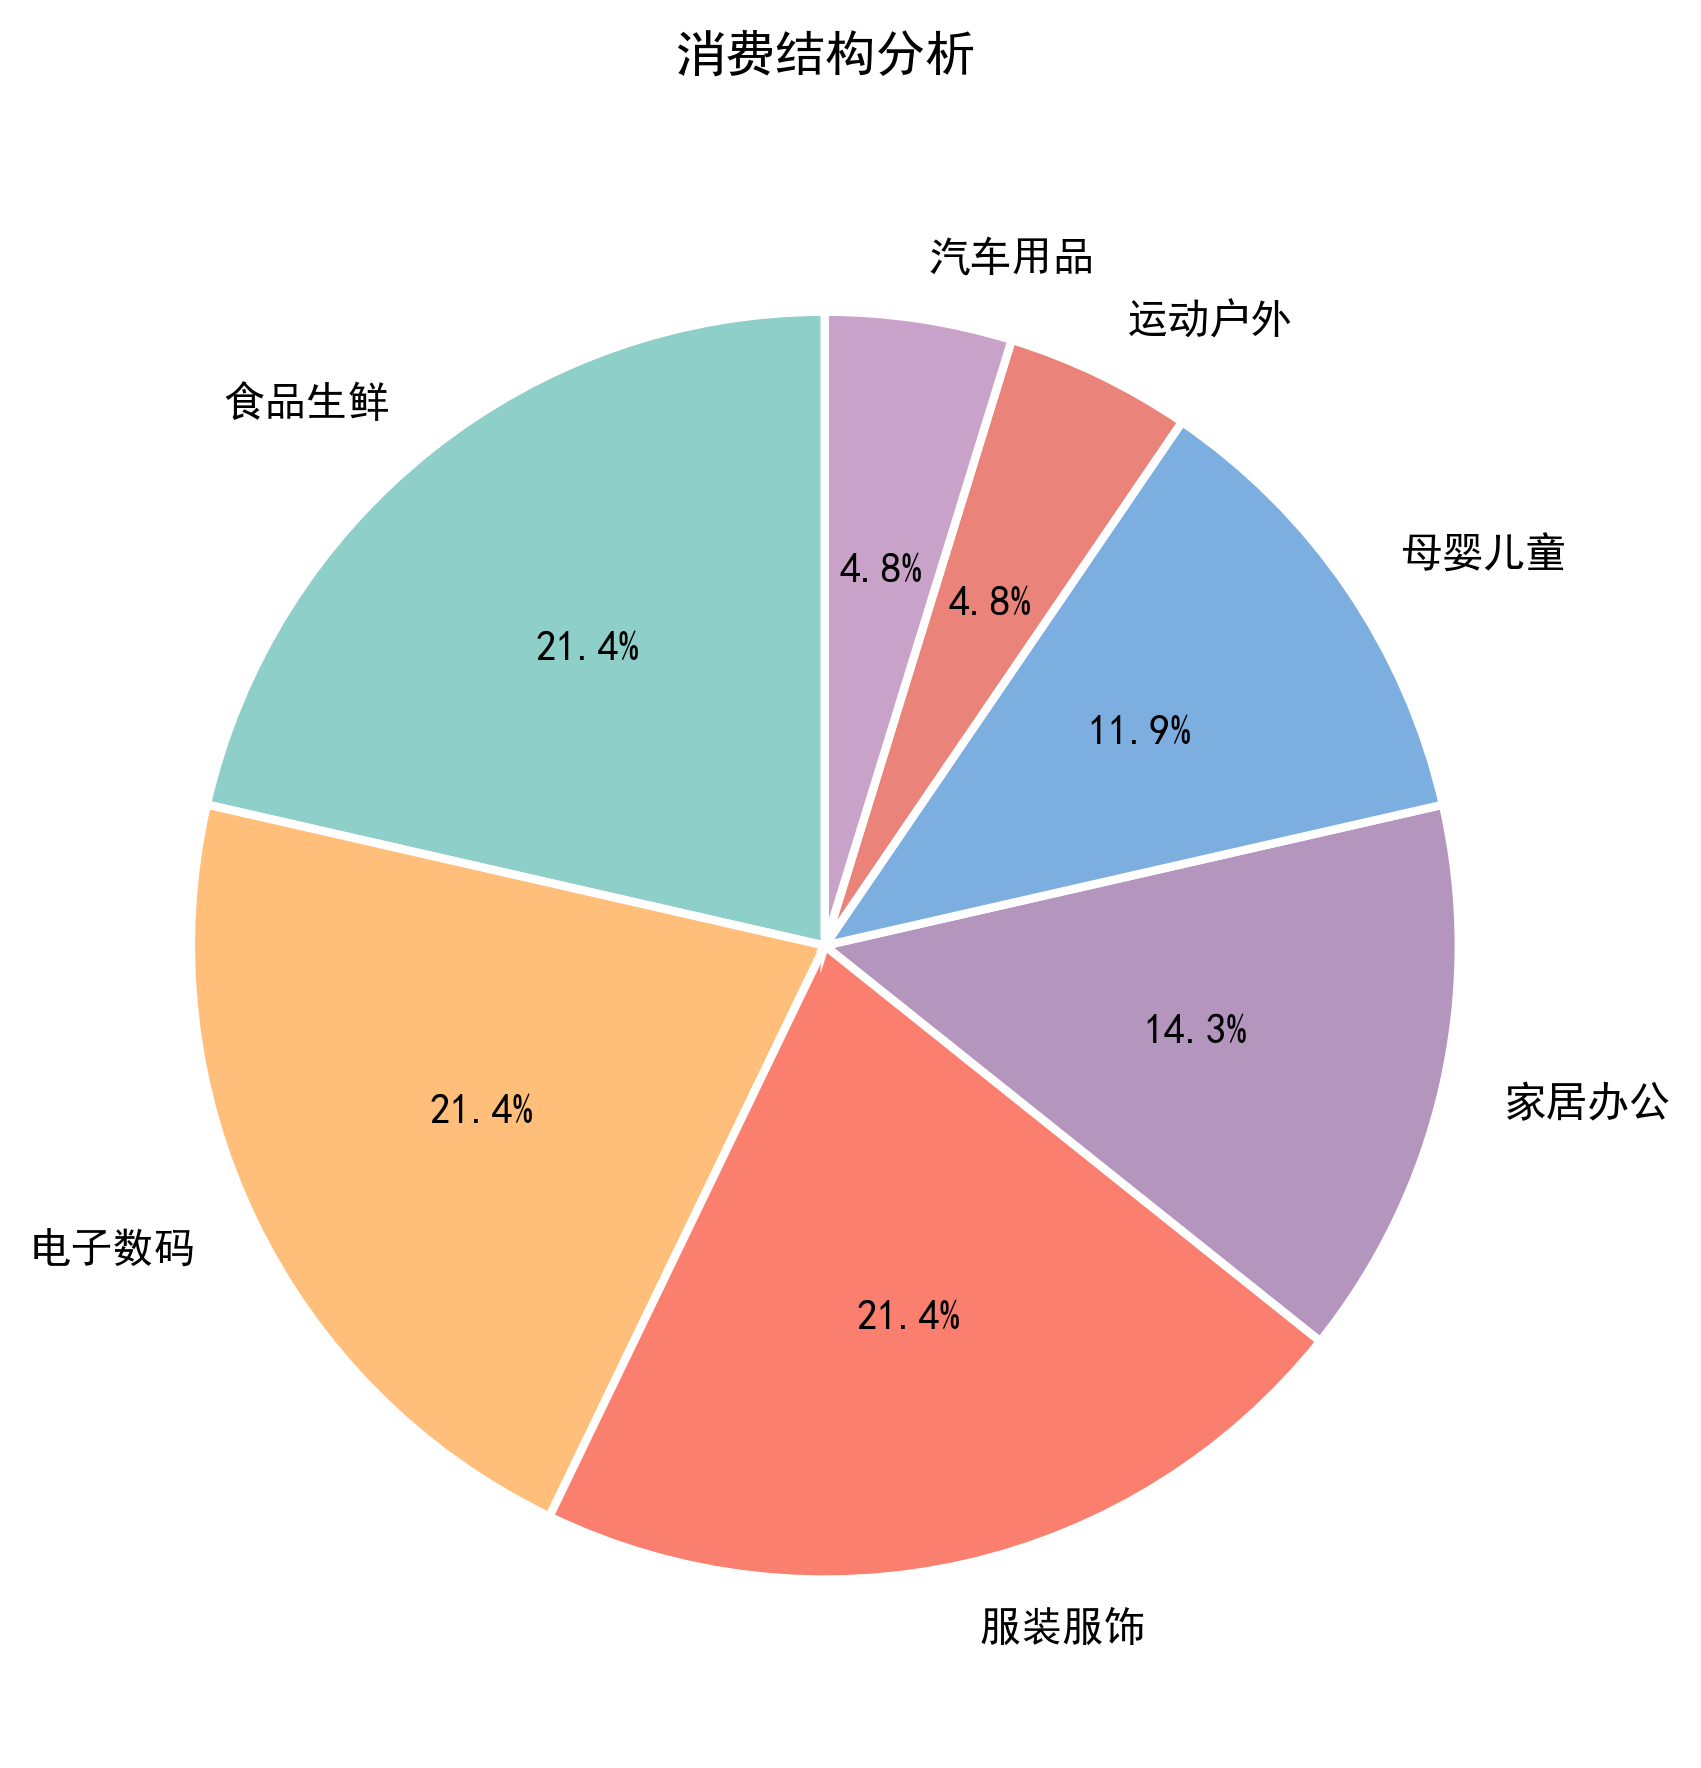 消费结构分析
汽车用品
运动户外
食品生鲜
母婴儿童
4.8%
4.8%
21.4%
11.9%
14.3%
家居办公
21.4%
电子数码
21.4%
服装服饰